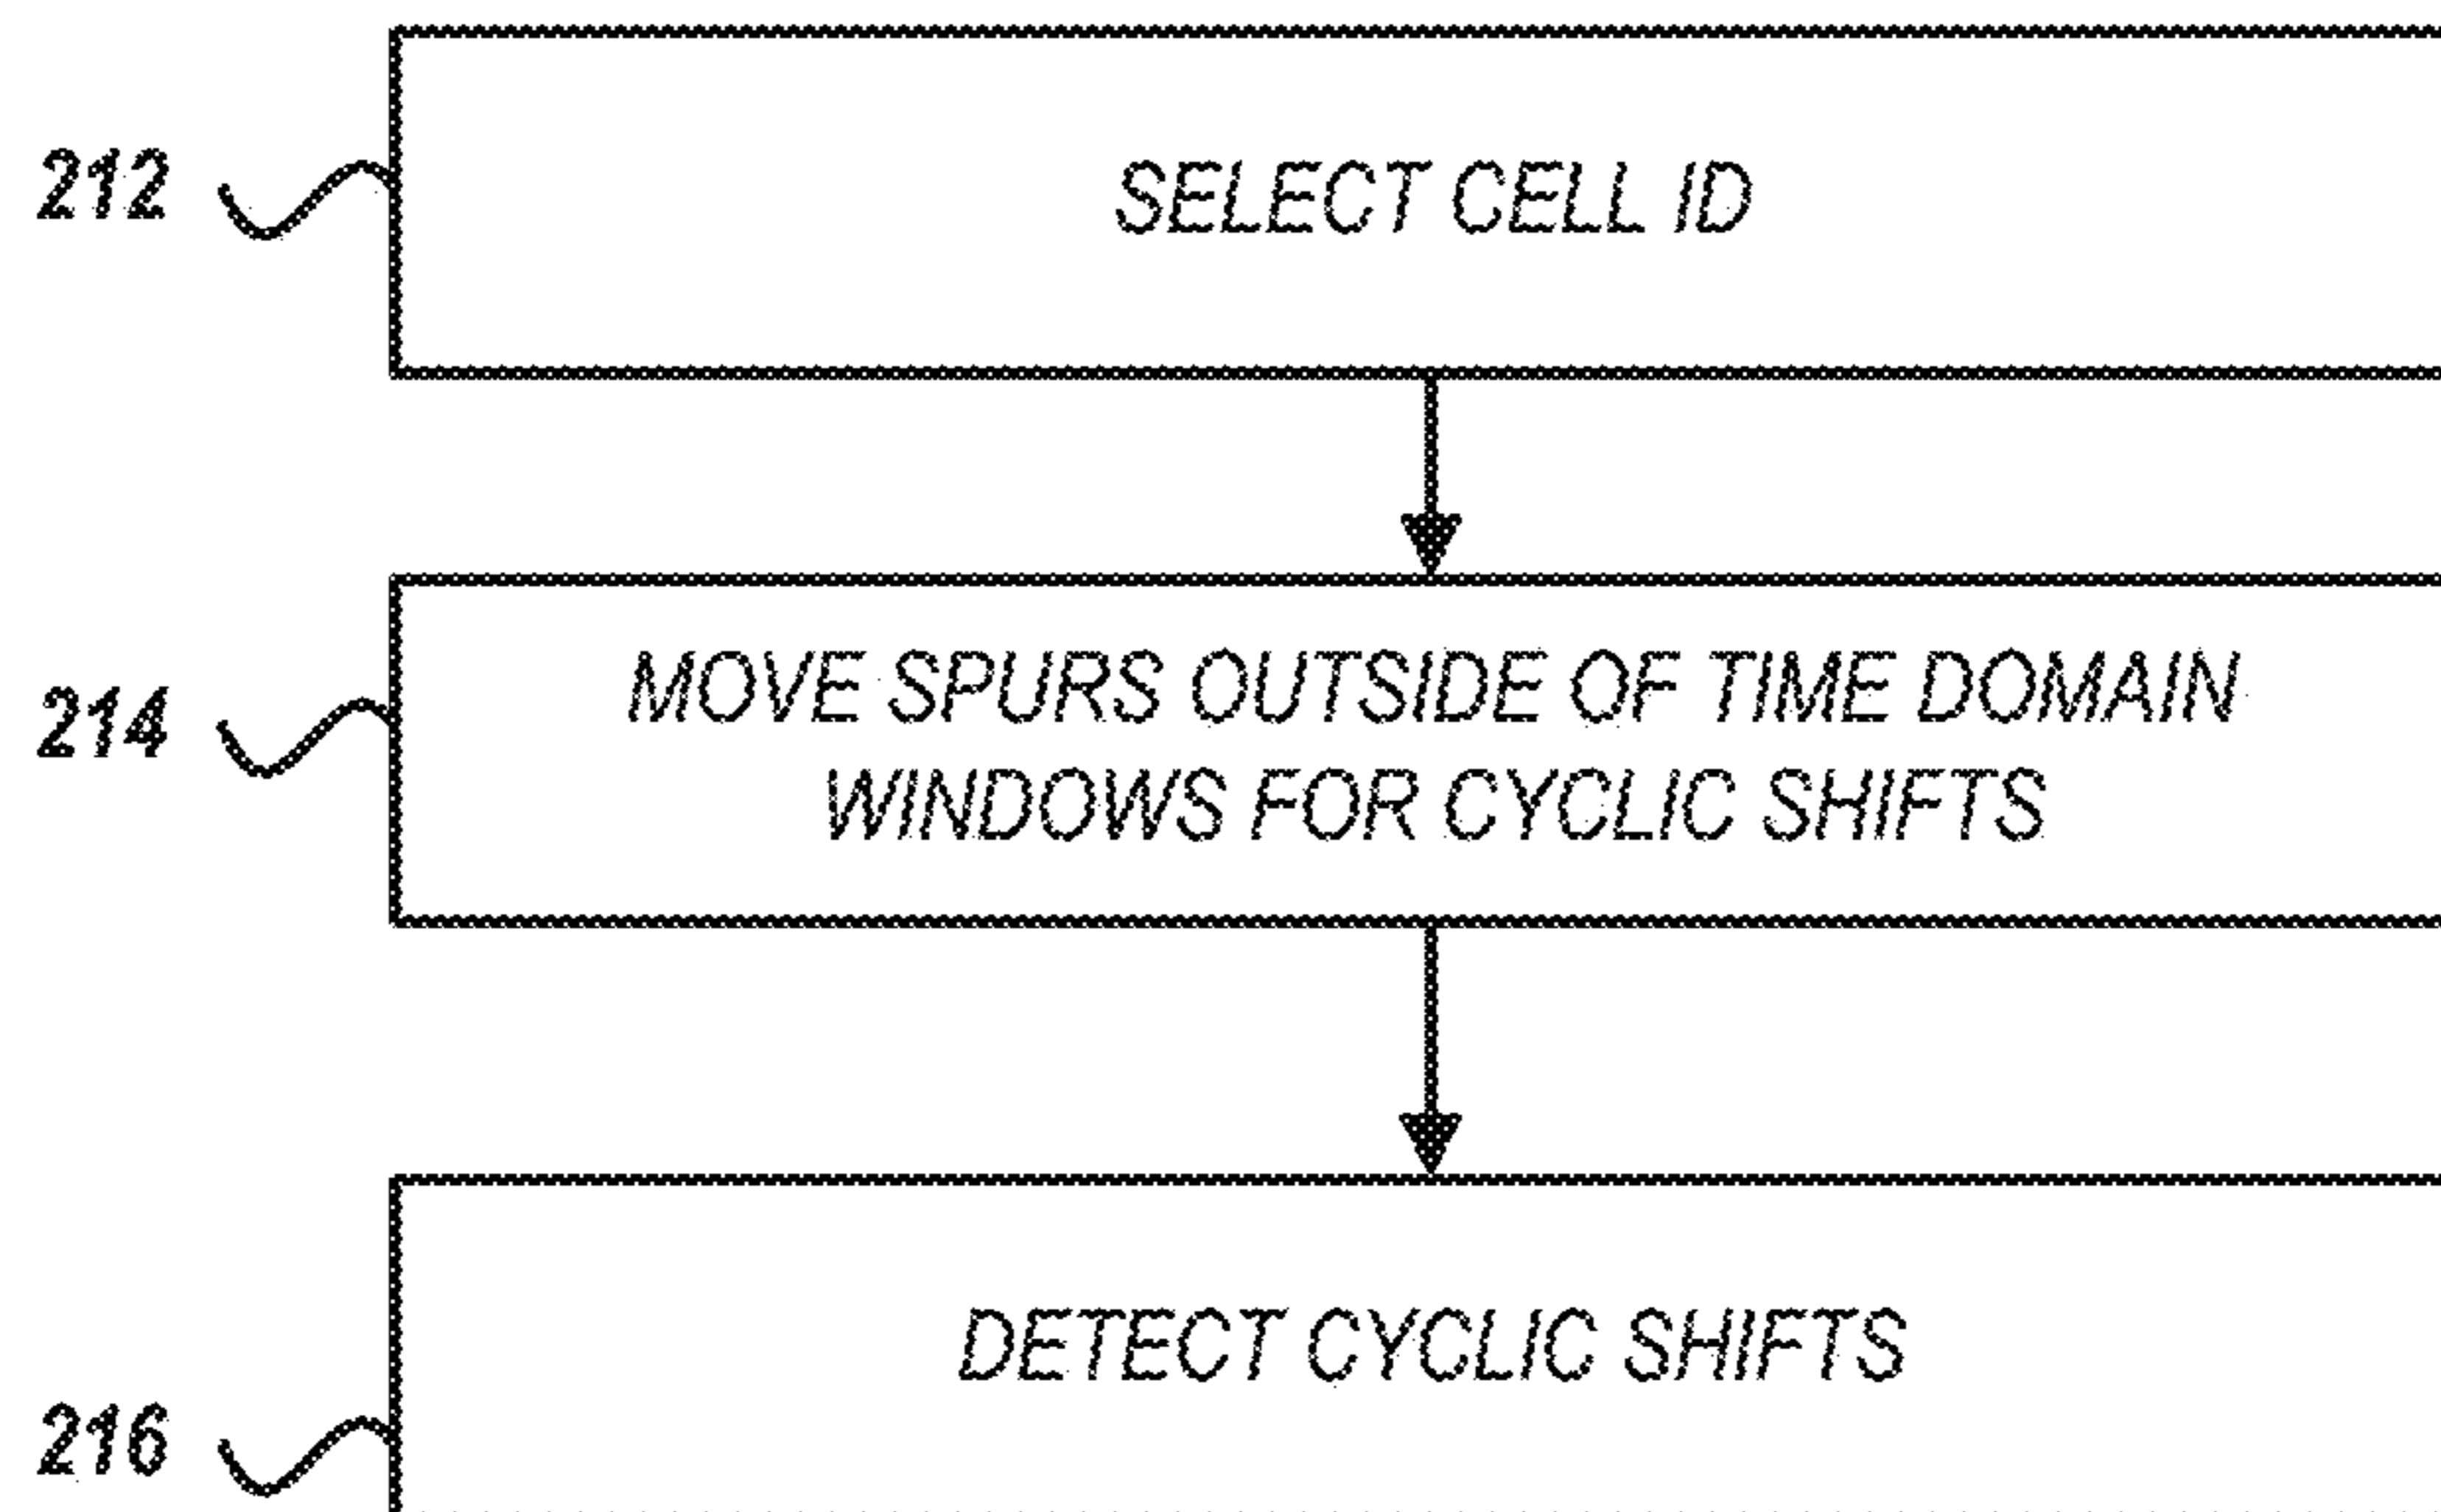 212
SELECT CELL ID
214
MOVE SPURS OUTSIDE OF TIME DOMAIN
WINDOWS FOR CYCLIC SHIFTS
DETECT CYCLIC SHIFTS
216